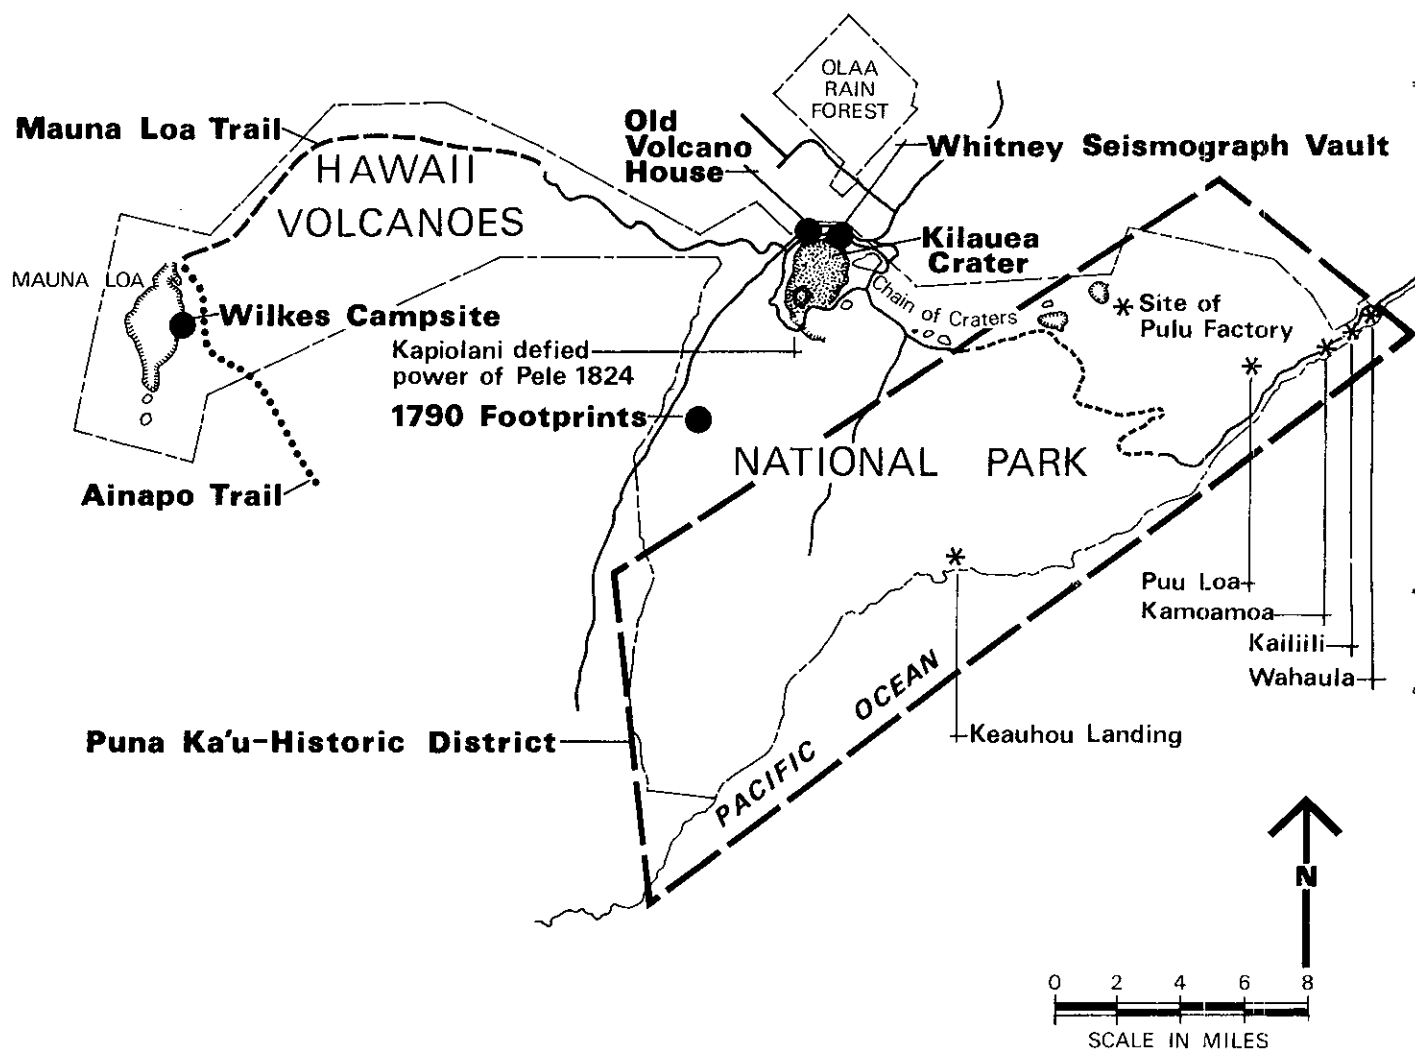 OLAA
RAIN
FOREST
Mauna Loa Trail
Old
Volcano
House
Whitney Seismograph Vault
HAWAII
VOLCANOES
Kilauea
Crater
MAUNA LOA
Chain of Craters
Wilkes Campsite
Site of
Pulu Factory
Kapiolani defied
power of Pele 1824
1790 Footprints
NATIONAL PARK
Ainapo Trail
Puu Loa
Kamoamoa
Kailiili
Wahaula
Puna Ka'u-Historic District
PACIFIC OCEAN
Keauhou Landing
N
0 2 4 6 8
SCALE IN MILES